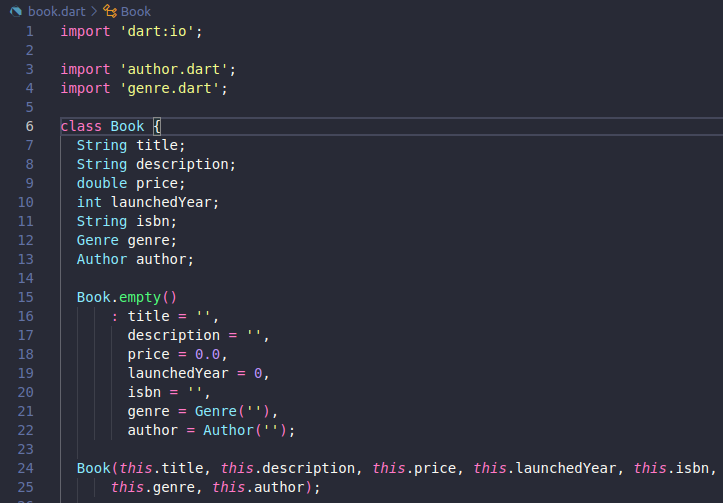 book.dart > Book
1 import 'dart:io';
2
3 import 'author.dart';
4 import 'genre.dart';
5
6 class Book {
7   String title;
8   String description;
9   double price;
10   int launchedYear;
11   String isbn;
12   Genre genre;
13   Author author;
14
15   Book.empty()
16       : title = '',
17         description = '',
18         price = 0.0,
19         launchedYear = 0,
20         isbn = '',
21         genre = Genre(''),
22         author = Author('');
23
24   Book(this.title, this.description, this.price, this.launchedYear, this.isbn,
25       this.genre, this.author);